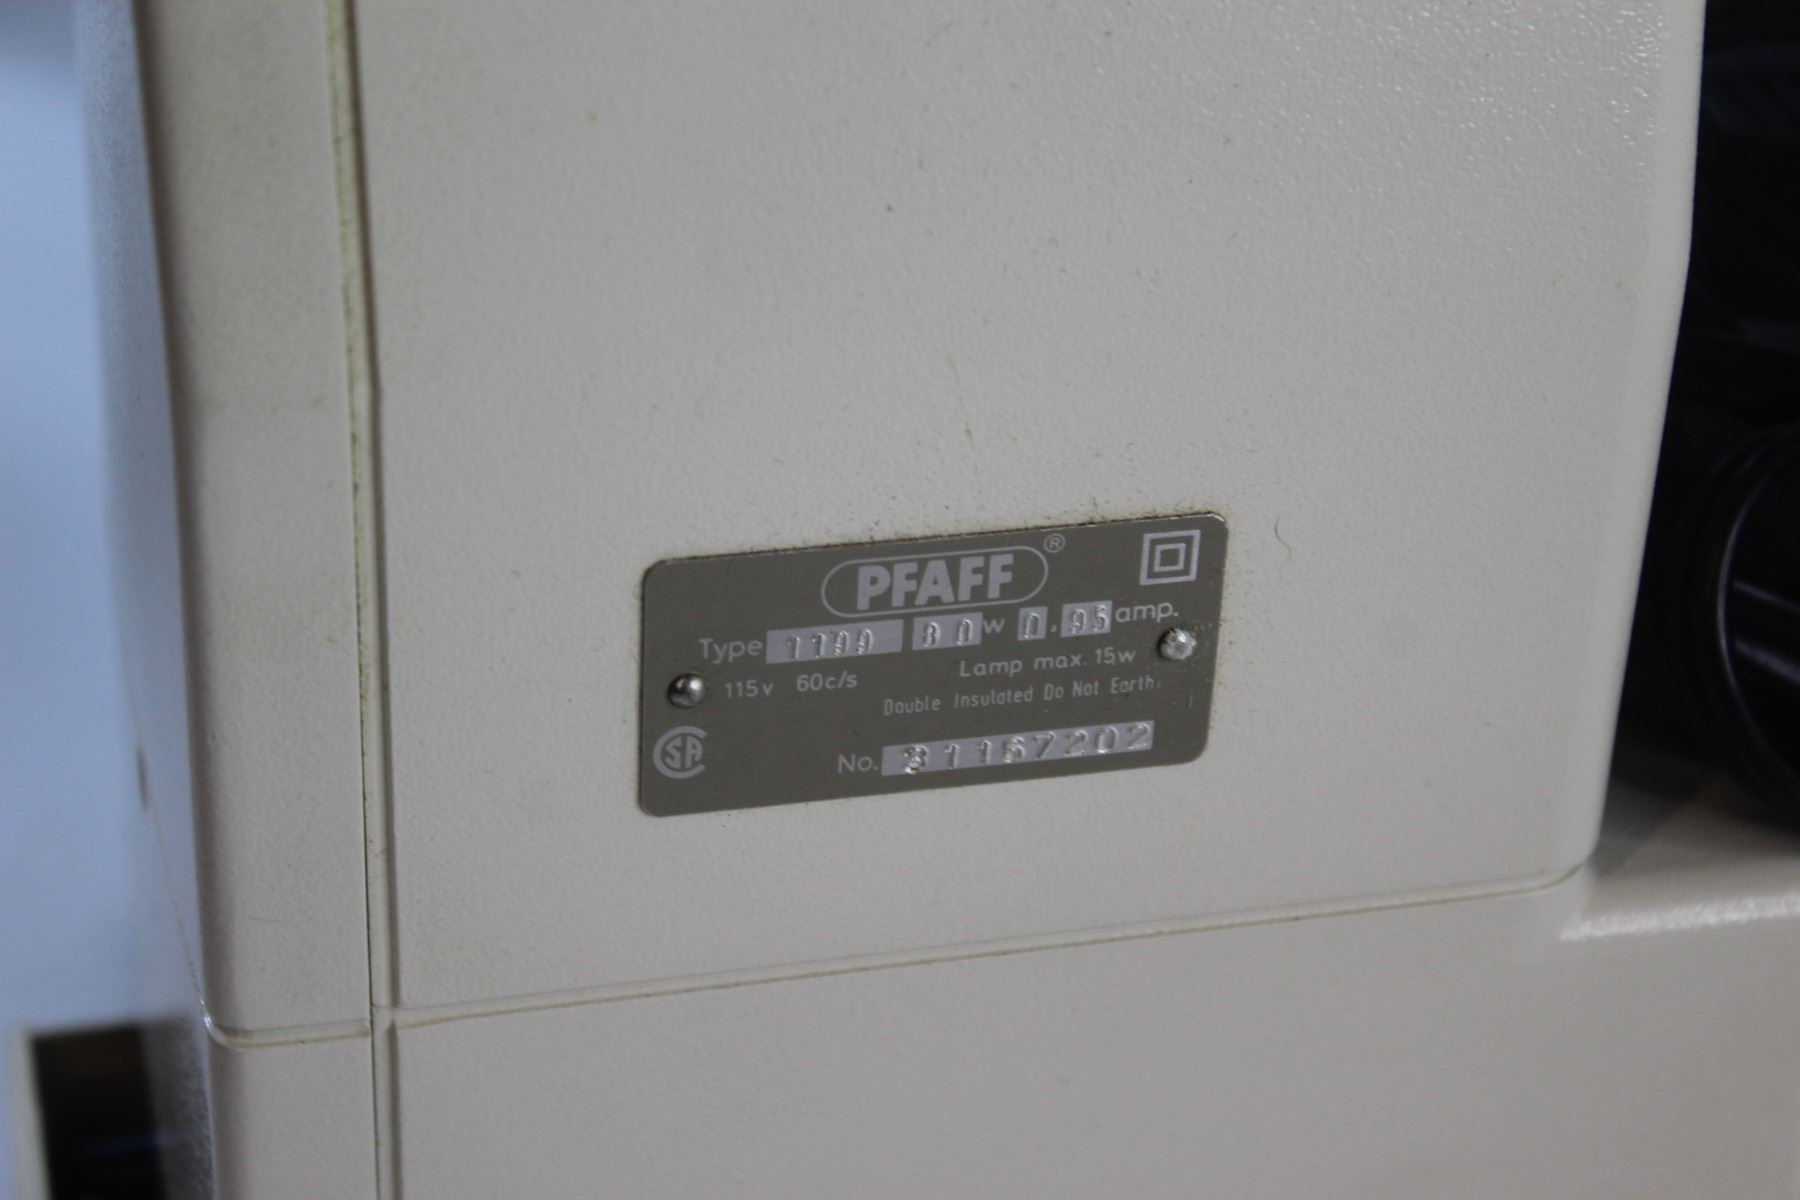 PFAFF ®
Type 1199 80 w 0.95 amp.
115v 60c/s Lamp max. 15w
Double Insulated Do Not Earth
SA
No. 31167202